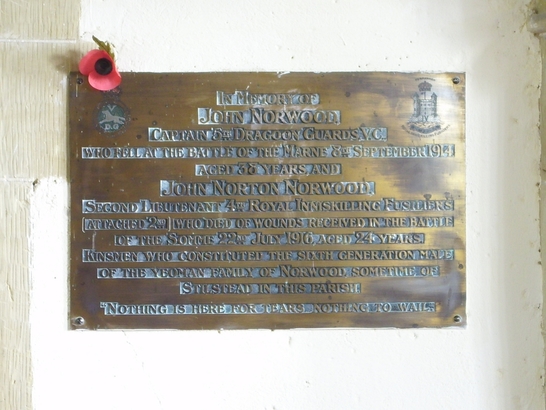 IN MEMORY OF
JOHN NORWOOD,
CAPTAIN 5TH DRAGOON GUARDS, V.C.
WHO FELL AT THE BATTLE OF THE MARNE 8TH SEPTEMBER 1914
AGED 38 YEARS, AND
JOHN NORTON NORWOOD,
SECOND LIEUTENANT 4TH ROYAL INNISKILLING FUSILIERS
(ATTACHED 2ND) WHO DIED OF WOUNDS RECEIVED IN THE BATTLE
OF THE SOMME 22ND JULY 1916, AGED 24 YEARS.
KINSMEN WHO CONSTITUTED THE SIXTH GENERATION MALE
OF THE YEOMAN FAMILY OF NORWOOD SOMETIME OF
STIESTEAD IN THIS PARISH.
"NOTHING IS HERE FOR TEARS NOTHING TO WAIL."
D.G